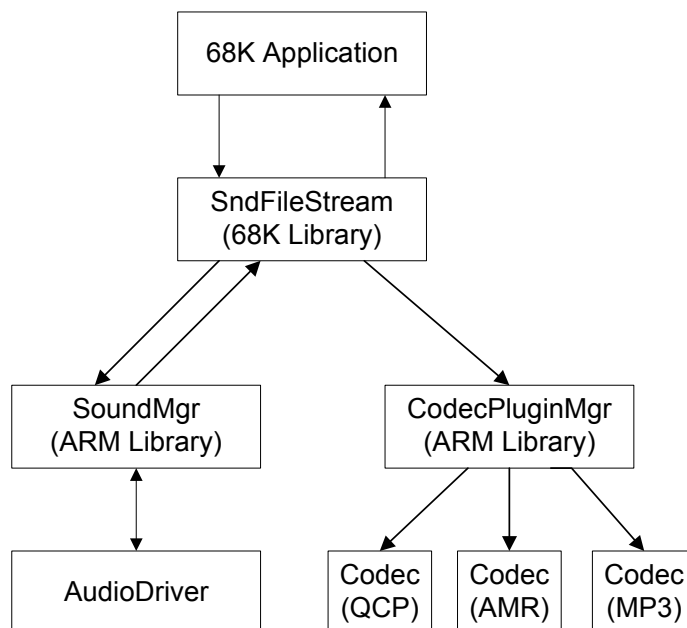 68K Application
SndFileStream
(68K Library)
SoundMgr
(ARM Library)
CodecPluginMgr
(ARM Library)
AudioDriver
Codec
(QCP)
Codec
(AMR)
Codec
(MP3)